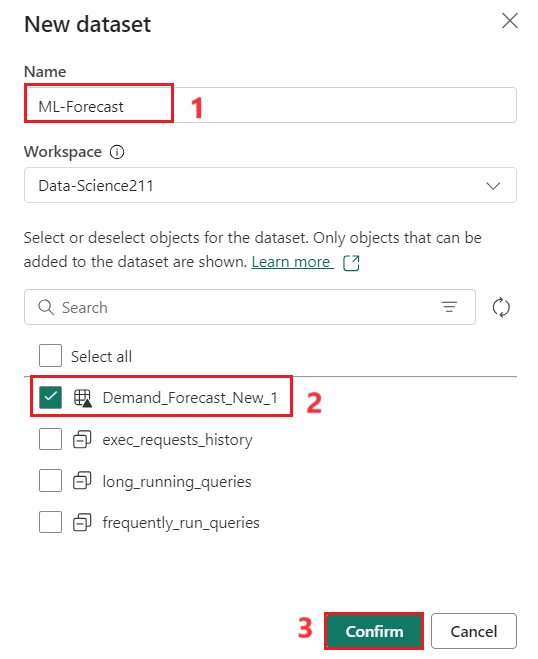 New dataset
Name
ML-Forecast
1
Workspace
Data-Science211
Select or deselect objects for the dataset. Only objects that can be
added to the dataset are shown. Learn more
Search
Select all
Demand_Forecast_New_1
2
exec_requests_history
long_running_queries
frequently_run_queries
3 Confirm Cancel